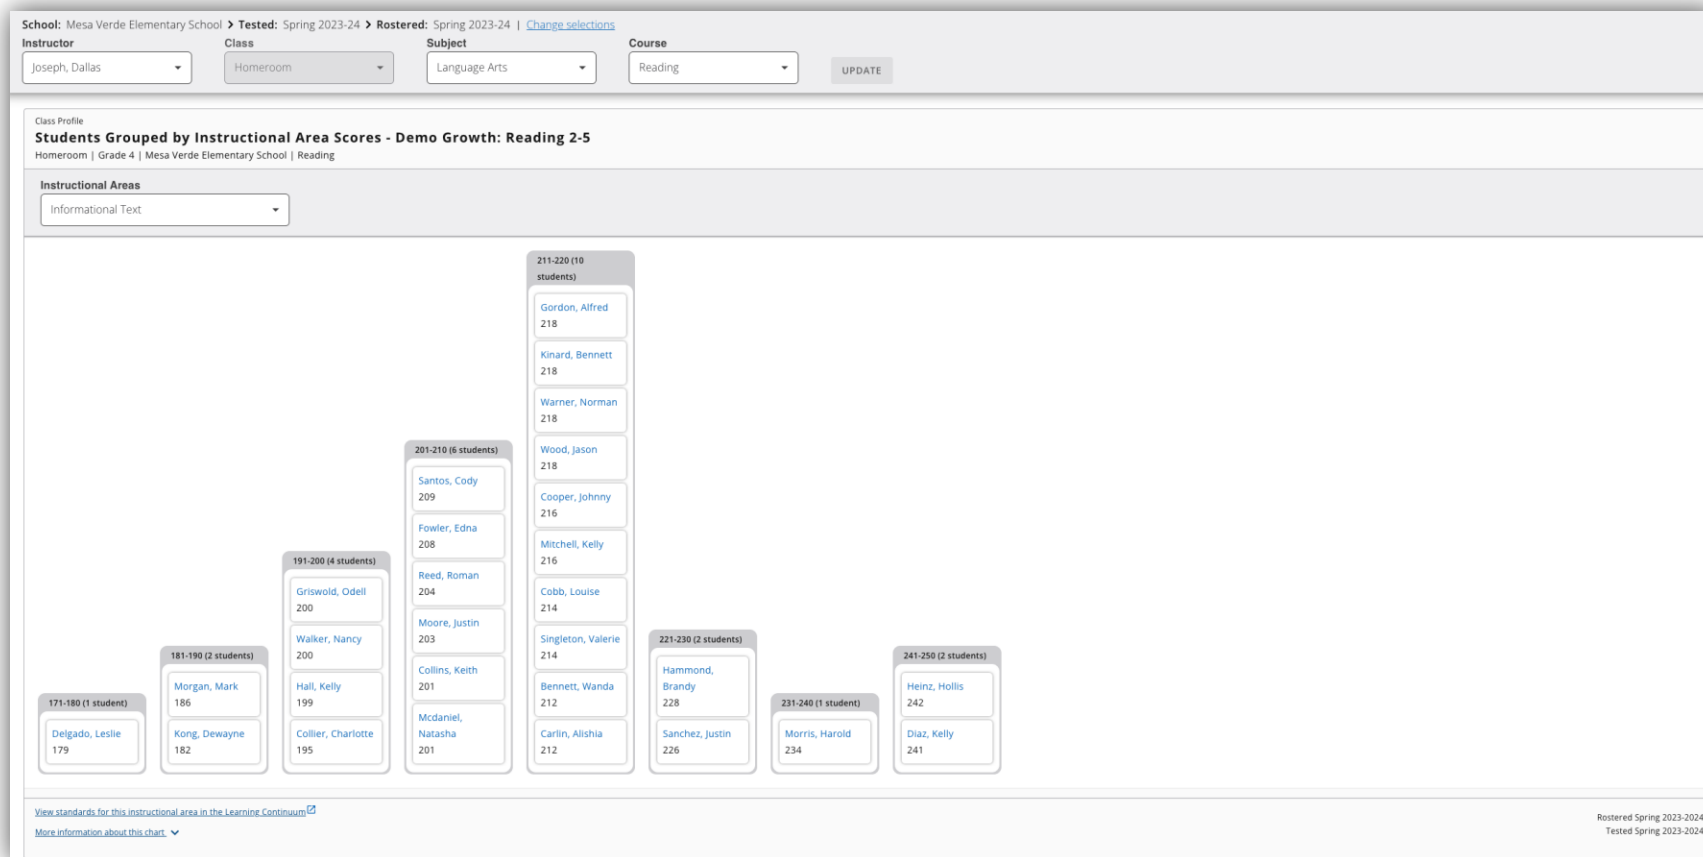 School: Mesa Verde Elementary School > Tested: Spring 2023-24 > Rostered: Spring 2023-24 | Change selections
Instructor Class Subject Course
Joseph, Dallas Homeroom Language Arts Reading UPDATE
Class Profile
Students Grouped by Instructional Area Scores - Demo Growth: Reading 2-5
Homeroom | Grade 4 | Mesa Verde Elementary School | Reading
Instructional Areas
Informational Text
171-180 (1 student)
Delgado, Leslie
179
181-190 (2 students)
Morgan, Mark
186
Kong, Dewayne
182
191-200 (4 students)
Griswold, Odell
200
Walker, Nancy
200
Hall, Kelly
199
Collier, Charlotte
195
201-210 (6 students)
Santos, Cody
209
Fowler, Edna
208
Reed, Roman
204
Moore, Justin
203
Collins, Keith
201
Mcdaniel,
Natasha
201
211-220 (10
students)
Gordon, Alfred
218
Kinard, Bennett
218
Warner, Norman
218
Wood, Jason
218
Cooper, Johnny
216
Mitchell, Kelly
216
Cobb, Louise
214
Singleton, Valerie
214
Bennett, Wanda
212
Carlin, Alishia
212
221-230 (2 students)
Hammond,
Brandy
228
Sanchez, Justin
226
231-240 (1 student)
Morris, Harold
234
241-250 (2 students)
Heinz, Hollis
242
Diaz, Kelly
241
View standards for this instructional area in the Learning Continuum
More information about this chart
Rostered Spring 2023-2024
Tested Spring 2023-2024